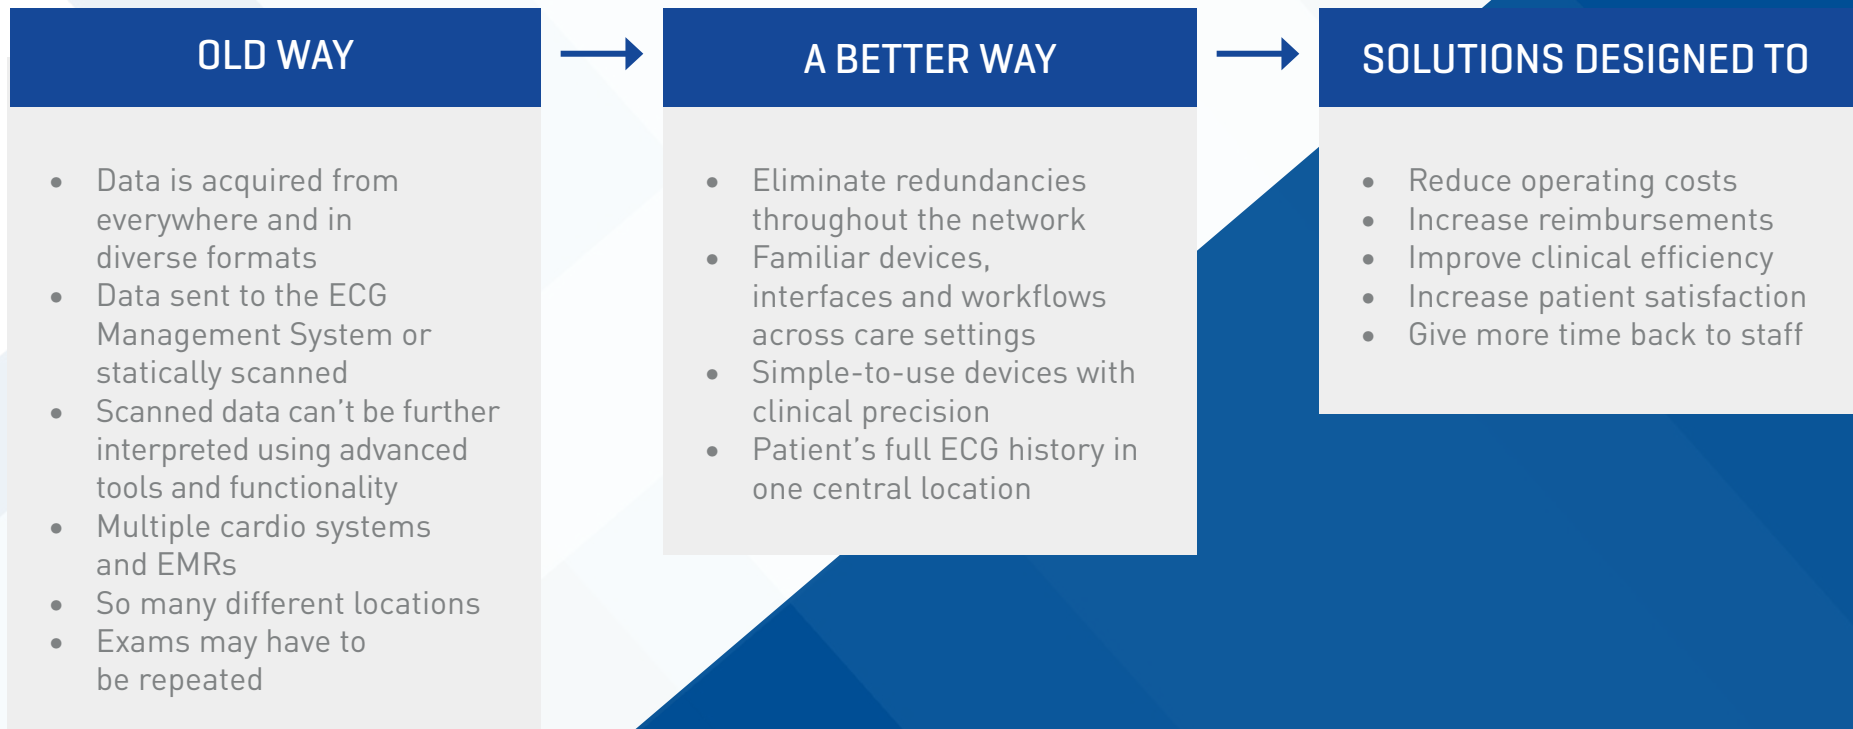 OLD WAY
• Data is acquired from
everywhere and in
diverse formats
• Data sent to the ECG
Management System or
statically scanned
• Scanned data can’t be further
interpreted using advanced
tools and functionality
• Multiple cardio systems
and EMRs
• So many different locations
• Exams may have to
be repeated
A BETTER WAY
• Eliminate redundancies
throughout the network
• Familiar devices,
interfaces and workflows
across care settings
• Simple-to-use devices with
clinical precision
• Patient’s full ECG history in
one central location
SOLUTIONS DESIGNED TO
• Reduce operating costs
• Increase reimbursements
• Improve clinical efficiency
• Increase patient satisfaction
• Give more time back to staff